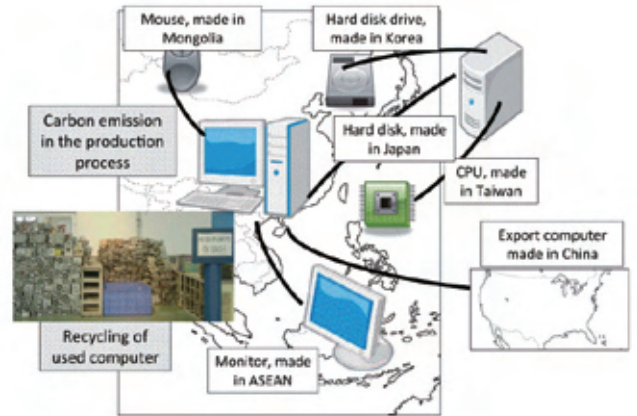 Mouse, made in
Mongolia
Hard disk drive,
made in Korea
Carbon emission
in the production
process
Hard disk, made
in Japan
CPU, made
in Taiwan
Export computer
made in China
Recycling of
used computer
Monitor, made
in ASEAN